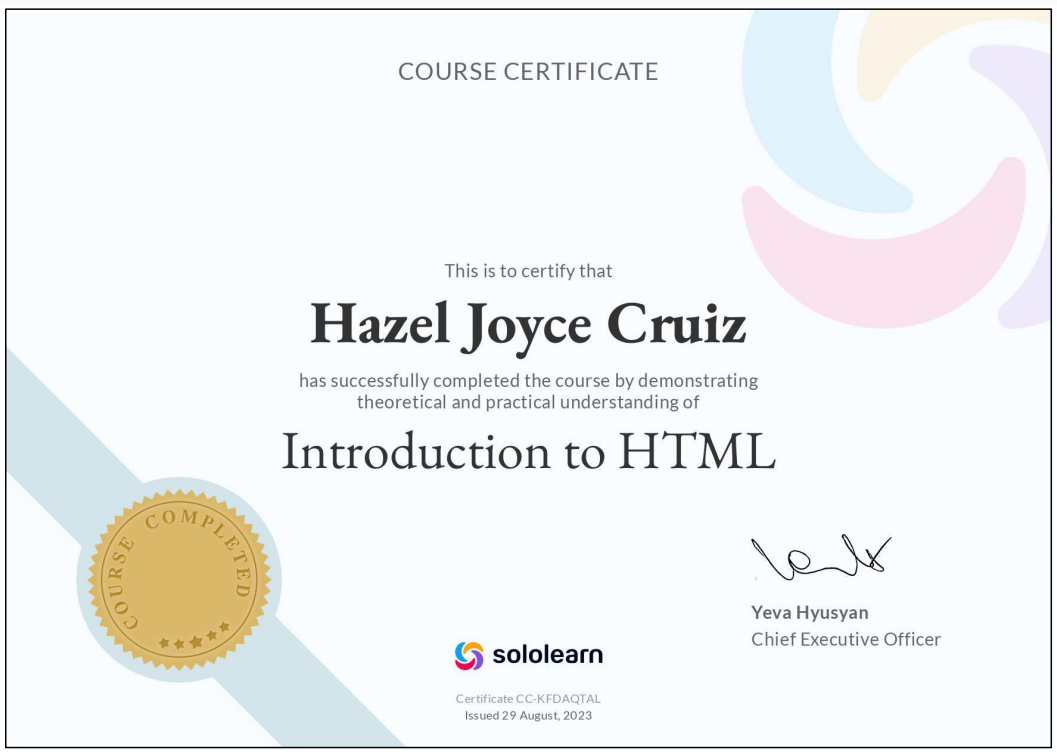 COURSE CERTIFICATE
This is to certify that
Hazel Joyce Cruiz
has successfully completed the course by demonstrating
theoretical and practical understanding of
Introduction to HTML
COURSE COMPLETED
Yeva Hyusyan
Chief Executive Officer
sololearn
Certificate CC-KFDAQTAL
Issued 29 August, 2023